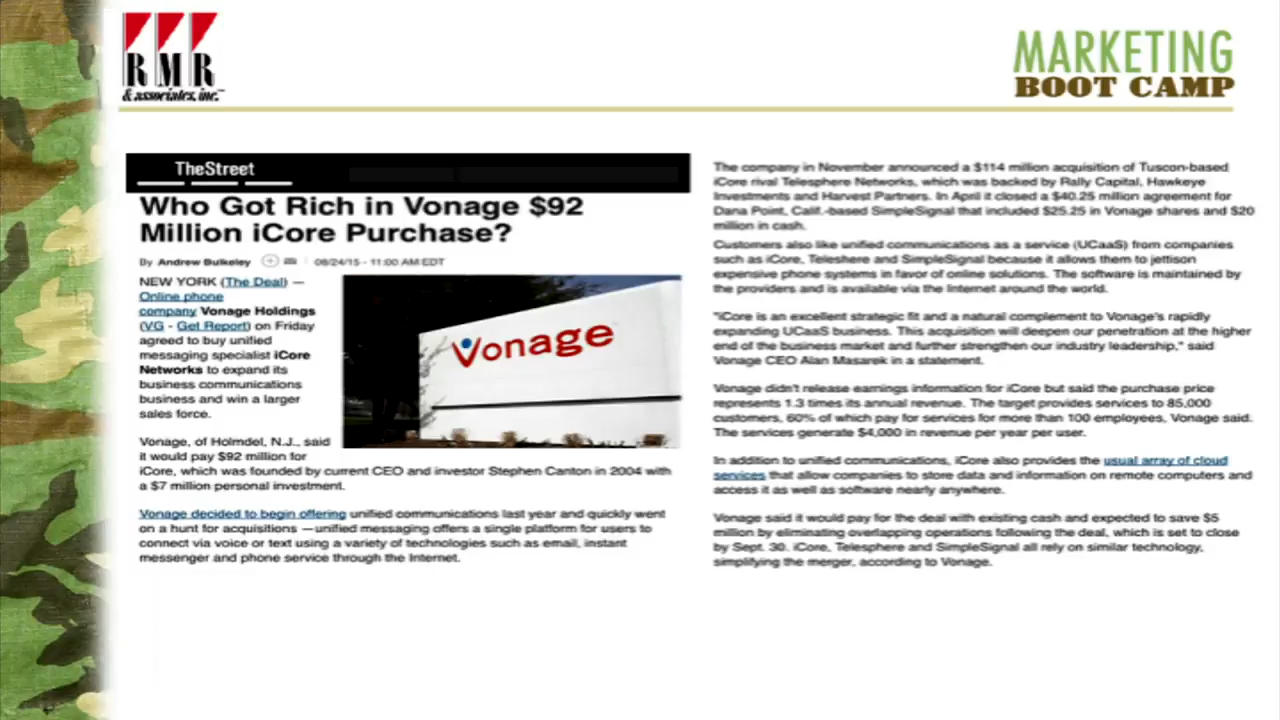 RMR
& associates, inc.™
MARKETING
BOOT CAMP
TheStreet
Who Got Rich in Vonage $92
Million iCore Purchase?
By Andrew Bulkeley 08/24/15 - 11:00 AM EDT
NEW YORK (The Deal) —
Online phone
company Vonage Holdings
(VG - Get Report) on Friday
agreed to buy unified
messaging specialist iCore
Networks to expand its
business communications
business and win a larger
sales force.
Vonage
Vonage, of Holmdel, N.J., said
it would pay $92 million for
iCore, which was founded by current CEO and investor Stephen Canton in 2004 with
a $7 million personal investment.
Vonage decided to begin offering unified communications last year and quickly went
on a hunt for acquisitions —unified messaging offers a single platform for users to
connect via voice or text using a variety of technologies such as email, instant
messenger and phone service through the Internet.
The company in November announced a $114 million acquisition of Tuscon-based
iCore rival Telesphere Networks, which was backed by Rally Capital, Hawkeye
Investments and Harvest Partners. In April it closed a $40.25 million agreement for
Dana Point, Calif.-based SimpleSignal that included $25.25 in Vonage shares and $20
million in cash.
Customers also like unified communications as a service (UCaaS) from companies
such as iCore, Teleshere and SimpleSignal because it allows them to jettison
expensive phone systems in favor of online solutions. The software is maintained by
the providers and is available via the Internet around the world.
"iCore is an excellent strategic fit and a natural complement to Vonage's rapidly
expanding UCaaS business. This acquisition will deepen our penetration at the higher
end of the business market and further strengthen our industry leadership," said
Vonage CEO Alan Masarek in a statement.
Vonage didn't release earnings information for iCore but said the purchase price
represents 1.3 times its annual revenue. The target provides services to 85,000
customers, 60% of which pay for services for more than 100 employees, Vonage said.
The services generate $4,000 in revenue per year per user.
In addition to unified communications, iCore also provides the usual array of cloud
services that allow companies to store data and information on remote computers and
access it as well as software nearly anywhere.
Vonage said it would pay for the deal with existing cash and expected to save $5
million by eliminating overlapping operations following the deal, which is set to close
by Sept. 30. iCore, Telesphere and SimpleSignal all rely on similar technology,
simplifying the merger, according to Vonage.